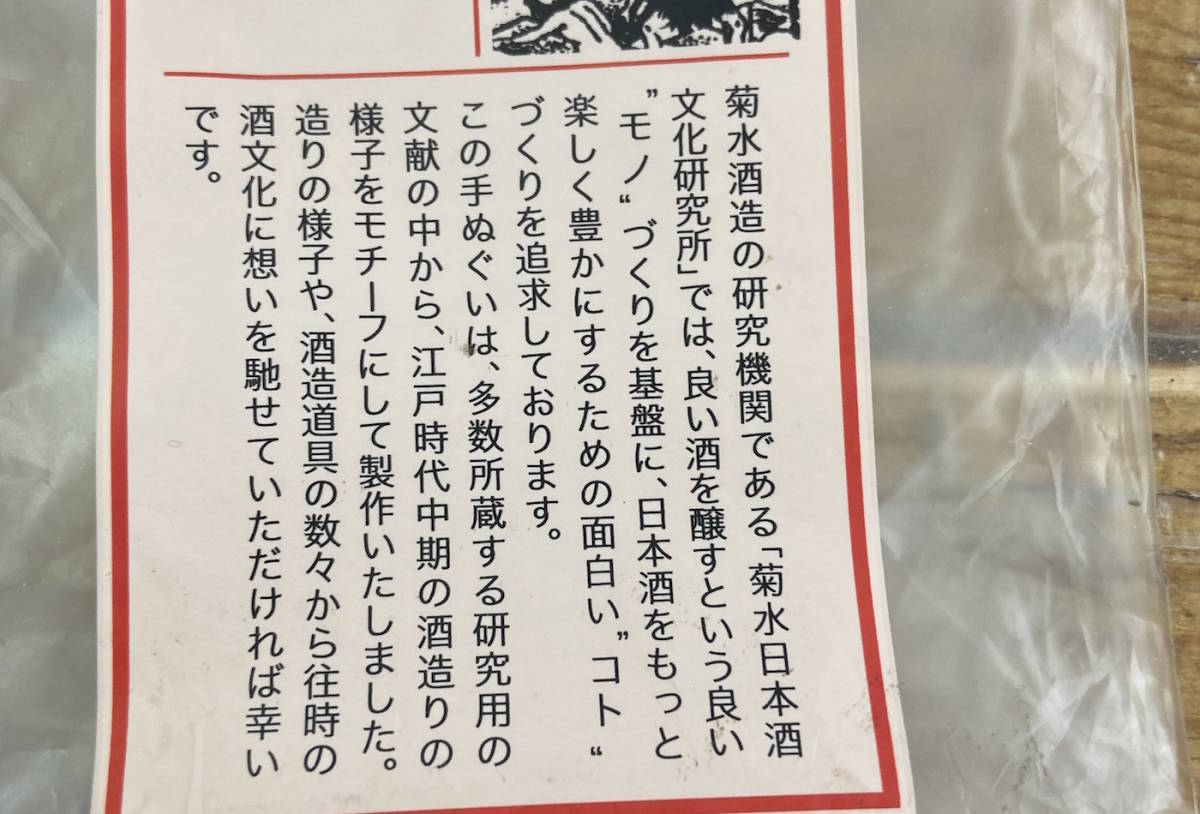 菊水酒造の研究機関である「菊水日本酒
文化研究所」では、良い酒を醸すという良い
”モノ“づくりを基盤に、日本酒をもっと
楽しく豊かにするための面白い”コト“
づくりを追求しております。
この手ぬぐいは、多数所蔵する研究用の
文献の中から、江戸時代中期の酒造りの
様子をモチーフにして製作いたしました。
造りの様子や、酒造道具の数々から往時の
酒文化に想いを馳せていただければ幸い
です。